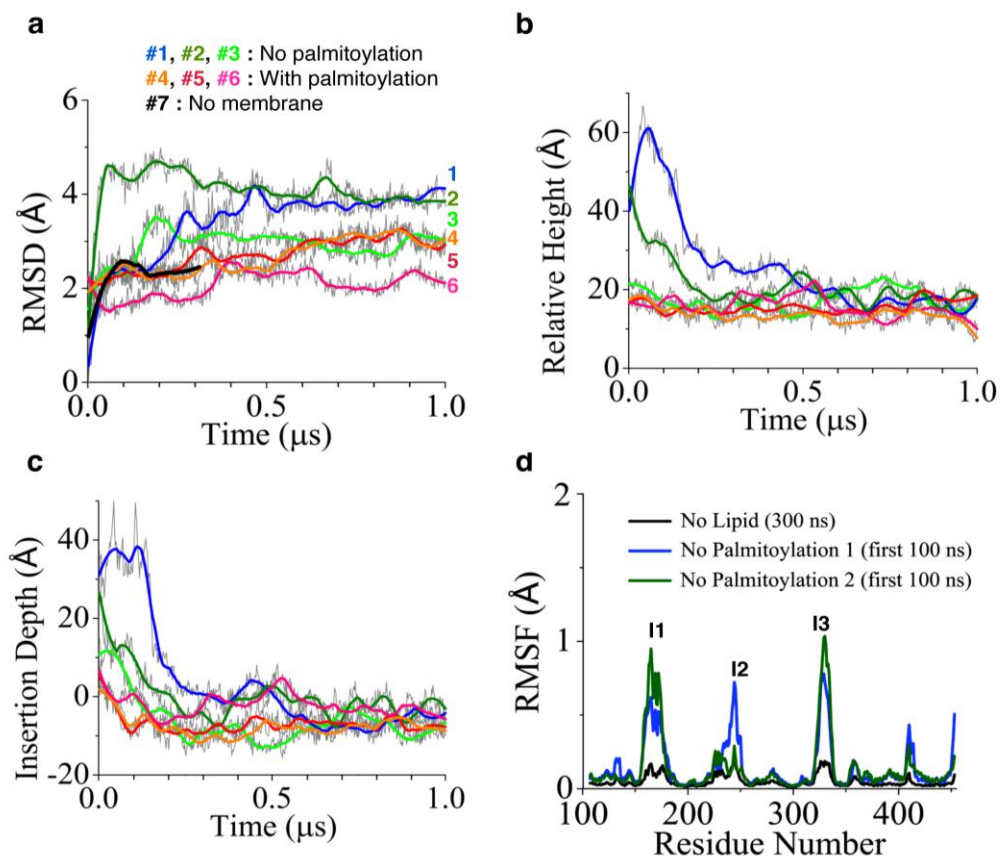 a
#1, #2, #3 : No palmitoylation
#4, #5, #6 : With palmitoylation
#7 : No membrane
6
4
2
0
RMSD (Å)
0.0
0.5
1.0
Time (μs)
1
2
3
4
5
6
b
60
40
20
0
Relative Height (Å)
0.0
0.5
1.0
Time (μs)
c
40
20
0
-20
Insertion Depth (Å)
0.0
0.5
1.0
Time (μs)
d
2
1
0
RMSF (Å)
No Lipid (300 ns)
No Palmitoylation 1 (first 100 ns)
No Palmitoylation 2 (first 100 ns)
I1
I2
I3
100
200
300
400
Residue Number